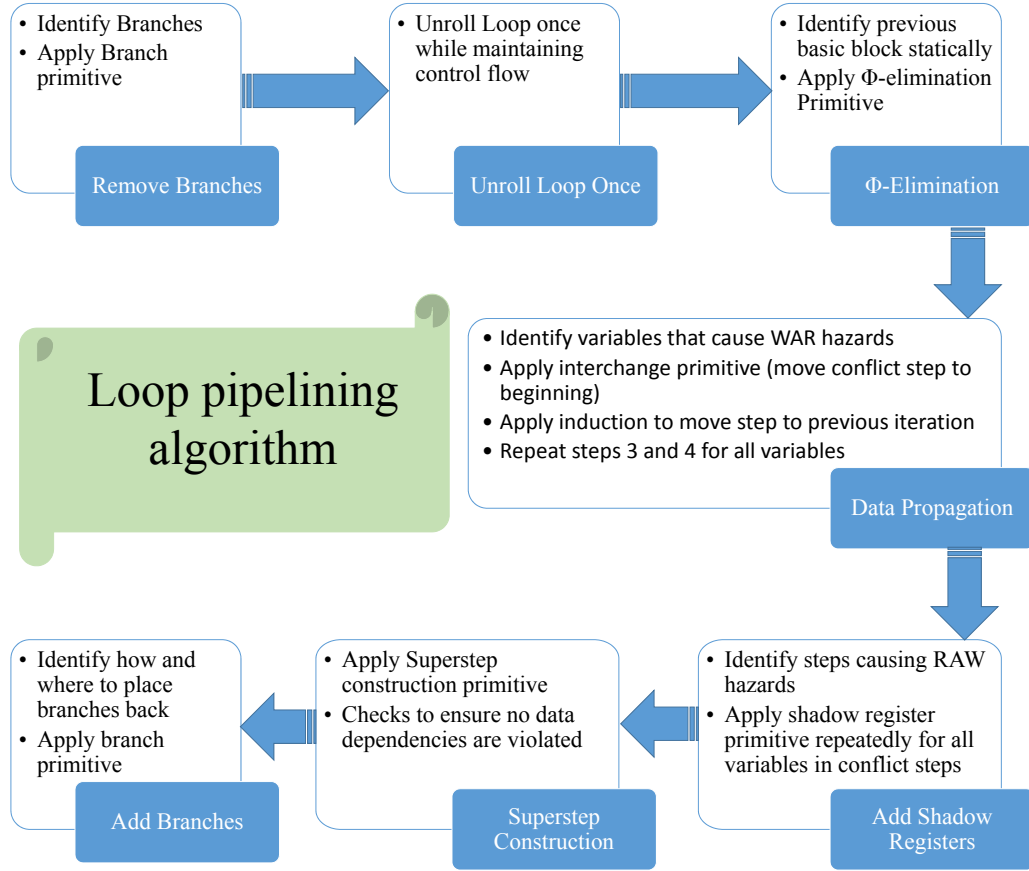 • Identify Branches
• Apply Branch
primitive
Remove Branches
• Unroll Loop once
while maintaining
control flow
Unroll Loop Once
• Identify previous
basic block statically
• Apply Φ-elimination
Primitive
Φ-Elimination
Loop pipelining
algorithm
• Identify variables that cause WAR hazards
• Apply interchange primitive (move conflict step to
beginning)
• Apply induction to move step to previous iteration
• Repeat steps 3 and 4 for all variables
Data Propagation
• Identify steps causing RAW
hazards
• Apply shadow register
primitive repeatedly for all
variables in conflict steps
Add Shadow
Registers
• Apply Superstep
construction primitive
• Checks to ensure no data
dependencies are violated
Superstep
Construction
• Identify how and
where to place
branches back
• Apply branch
primitive
Add Branches